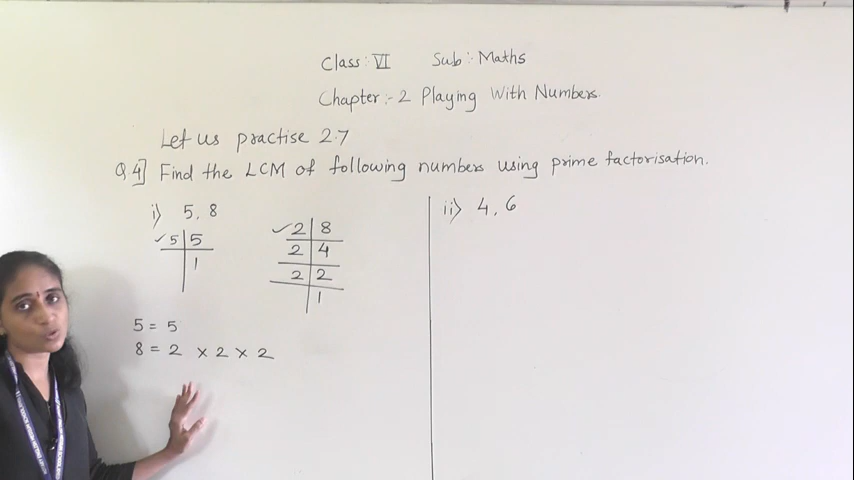 Class:- VI Sub:- Maths
Chapter:- 2 Playing With Numbers.
Let us practise 2.7
Q.4] Find the LCM of following numbers using prime factorisation.
i) 5, 8
✓ 5 | 5
1
✓ 2 | 8
2 | 4
2 | 2
1
5 = 5
8 = 2 × 2 × 2
ii) 4, 6